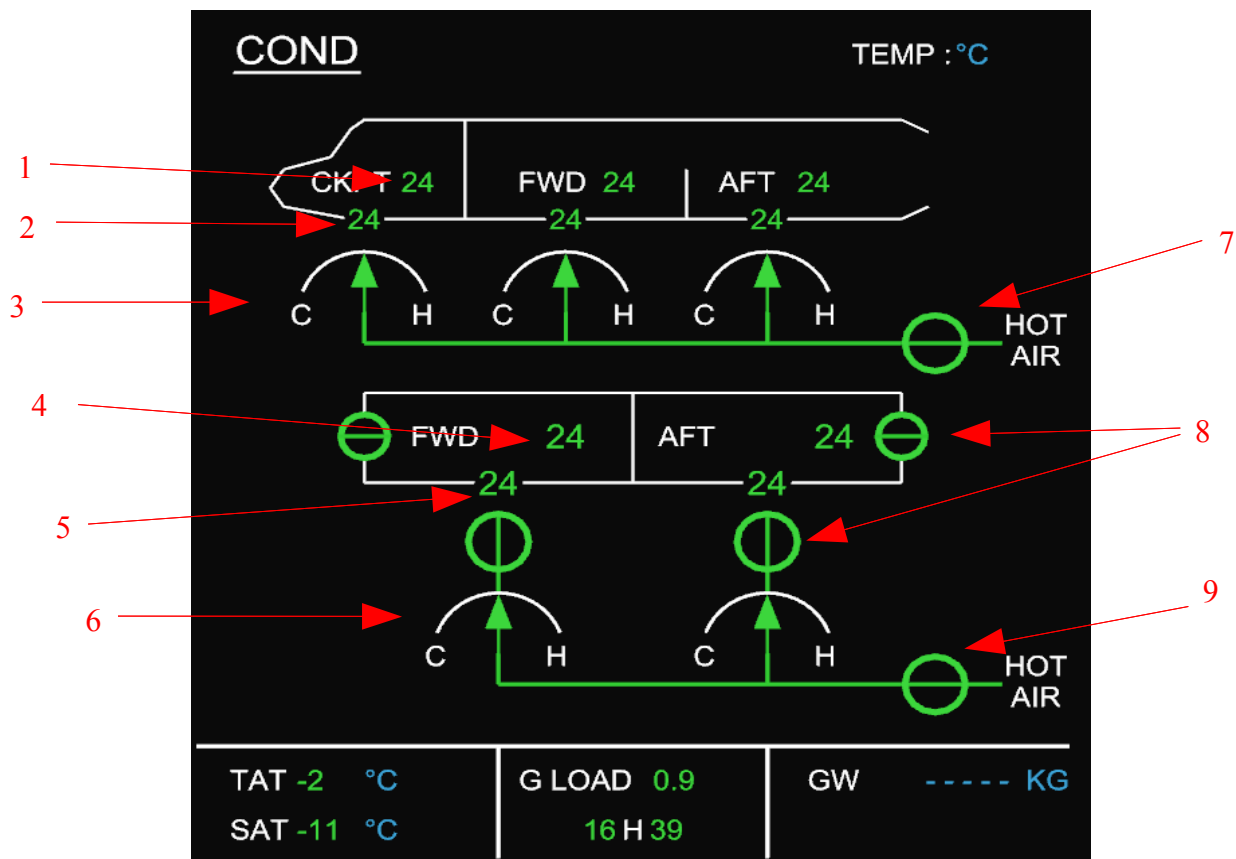 COND TEMP :°C
1
CKPT 24 FWD 24 AFT 24
2
24 24 24
7
3
C H C H C H
HOT
AIR
4
FWD 24 AFT 24
8
24 24
5
9
6
C H C H
HOT
AIR
TAT -2 °C G LOAD 0.9 GW - - - - - KG
SAT -11 °C 16 H 39